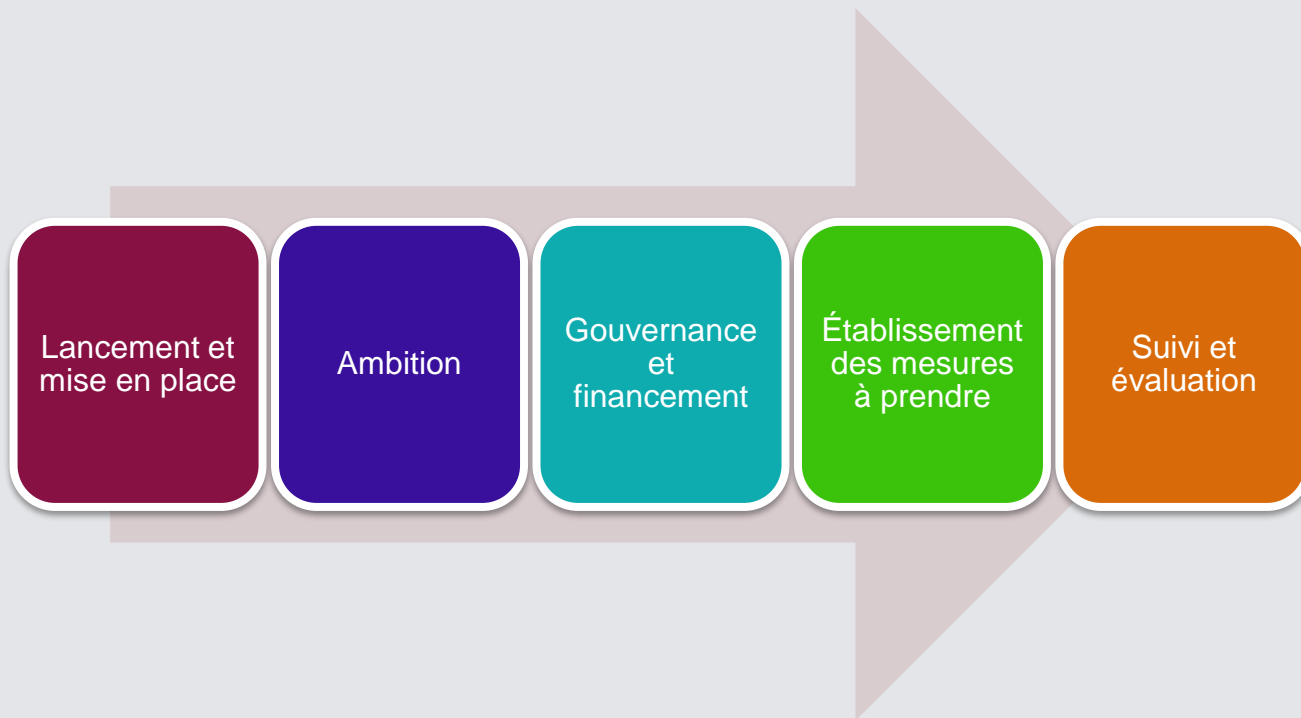 Lancement et
mise en place
Ambition
Gouvernance
et
financement
Établissement
des mesures
à prendre
Suivi et
évaluation